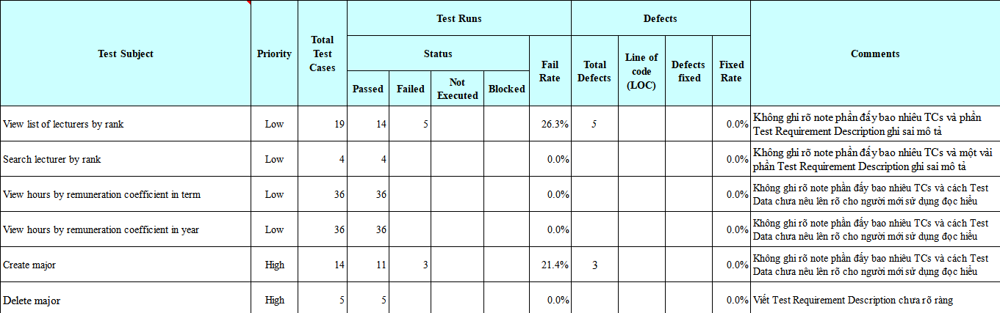 Test Subject
Priority
Total
Test
Cases
Test Runs
Status
Passed
Failed
Not
Executed
Blocked
Fail
Rate
Defects
Total
Defects
Line of
code
(LOC)
Defects
fixed
Fixed
Rate
Comments
View list of lecturers by rank Low 19 14 5 26.3% 5 0.0%
Không ghi rõ note phần đấy bao nhiêu TCs và phần
Test Requirement Description ghi sai mô tả
Search lecturer by rank Low 4 4 0.0% 0.0%
Không ghi rõ note phần đấy bao nhiêu TCs và một vài
phần Test Requirement Description ghi sai mô tả
View hours by remuneration coefficient in term Low 36 36 0.0% 0.0%
Không ghi rõ note phần đấy bao nhiêu TCs và cách Test
Data chưa nêu lên rõ cho người mới sử dụng đọc hiểu
View hours by remuneration coefficient in year Low 36 36 0.0% 0.0%
Không ghi rõ note phần đấy bao nhiêu TCs và cách Test
Data chưa nêu lên rõ cho người mới sử dụng đọc hiểu
Create major High 14 11 3 21.4% 3 0.0%
Không ghi rõ note phần đấy bao nhiêu TCs và cách Test
Data chưa nêu lên rõ cho người mới sử dụng đọc hiểu
Delete major High 5 5 0.0% 0.0% Viết Test Requirement Description chưa rõ ràng